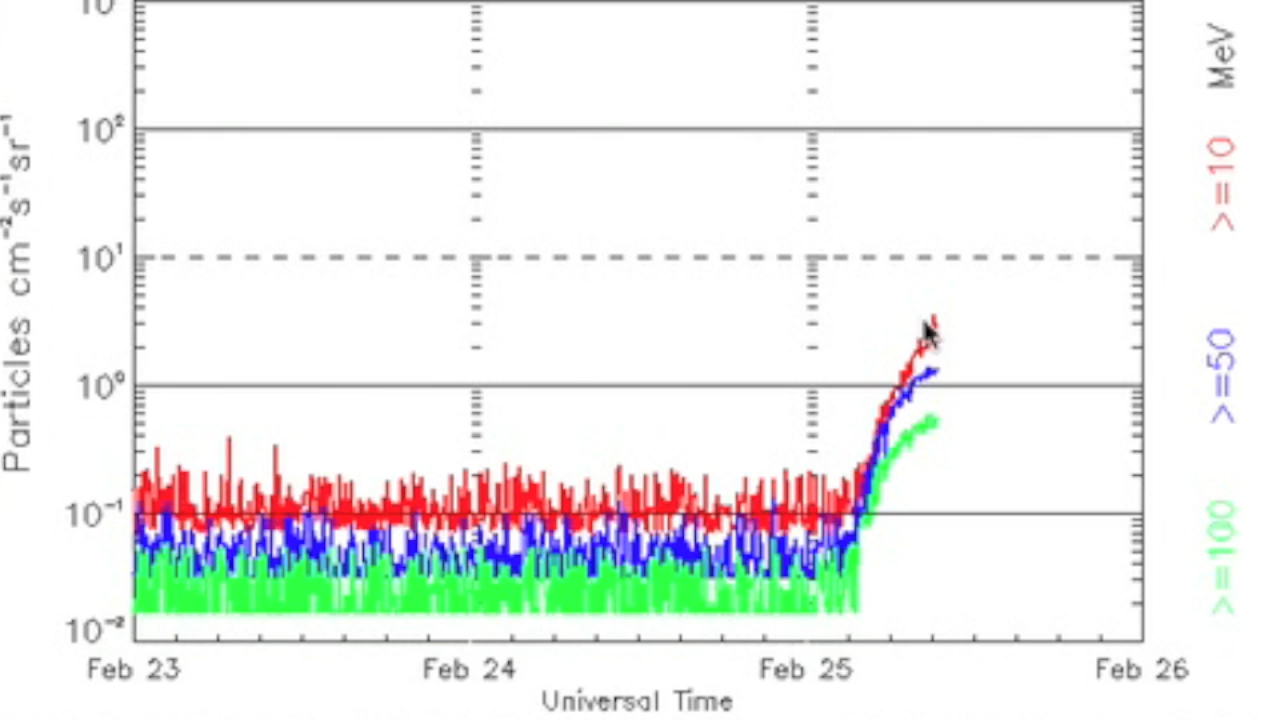 10²
10¹
10⁰
10⁻¹
10⁻²
Particles cm⁻²s⁻¹sr⁻¹
Feb 23
Feb 24
Feb 25
Feb 26
Universal Time
MeV
>=10
>=50
>=100